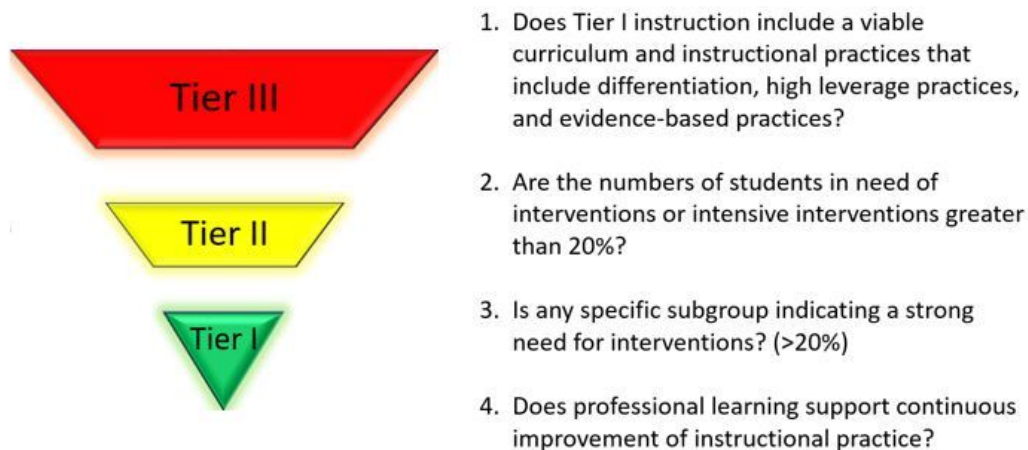 Tier III
Tier II
Tier I
1. Does Tier I instruction include a viable
curriculum and instructional practices that
include differentiation, high leverage practices,
and evidence-based practices?
2. Are the numbers of students in need of
interventions or intensive interventions greater
than 20%?
3. Is any specific subgroup indicating a strong
need for interventions? (>20%)
4. Does professional learning support continuous
improvement of instructional practice?